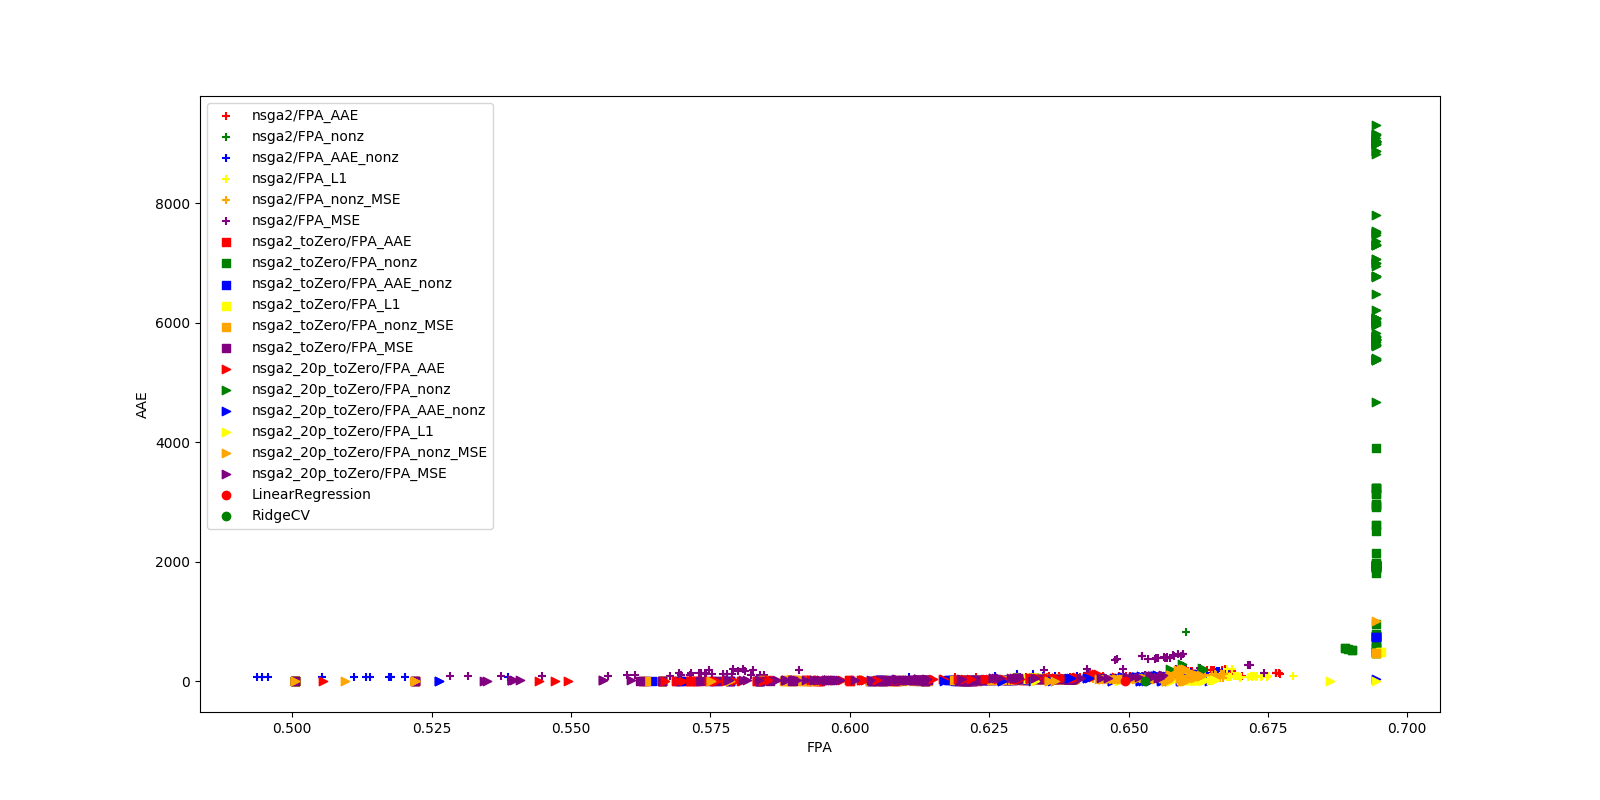 nsga2/FPA_AAE
nsga2/FPA_nonz
nsga2/FPA_AAE_nonz
nsga2/FPA_L1
nsga2/FPA_nonz_MSE
nsga2/FPA_MSE
nsga2_toZero/FPA_AAE
nsga2_toZero/FPA_nonz
nsga2_toZero/FPA_AAE_nonz
nsga2_toZero/FPA_L1
nsga2_toZero/FPA_nonz_MSE
nsga2_toZero/FPA_MSE
nsga2_20p_toZero/FPA_AAE
nsga2_20p_toZero/FPA_nonz
nsga2_20p_toZero/FPA_AAE_nonz
nsga2_20p_toZero/FPA_L1
nsga2_20p_toZero/FPA_nonz_MSE
nsga2_20p_toZero/FPA_MSE
LinearRegression
RidgeCV
8000
6000
4000
2000
0
AAE
0.500 0.525 0.550 0.575 0.600 0.625 0.650 0.675 0.700
FPA